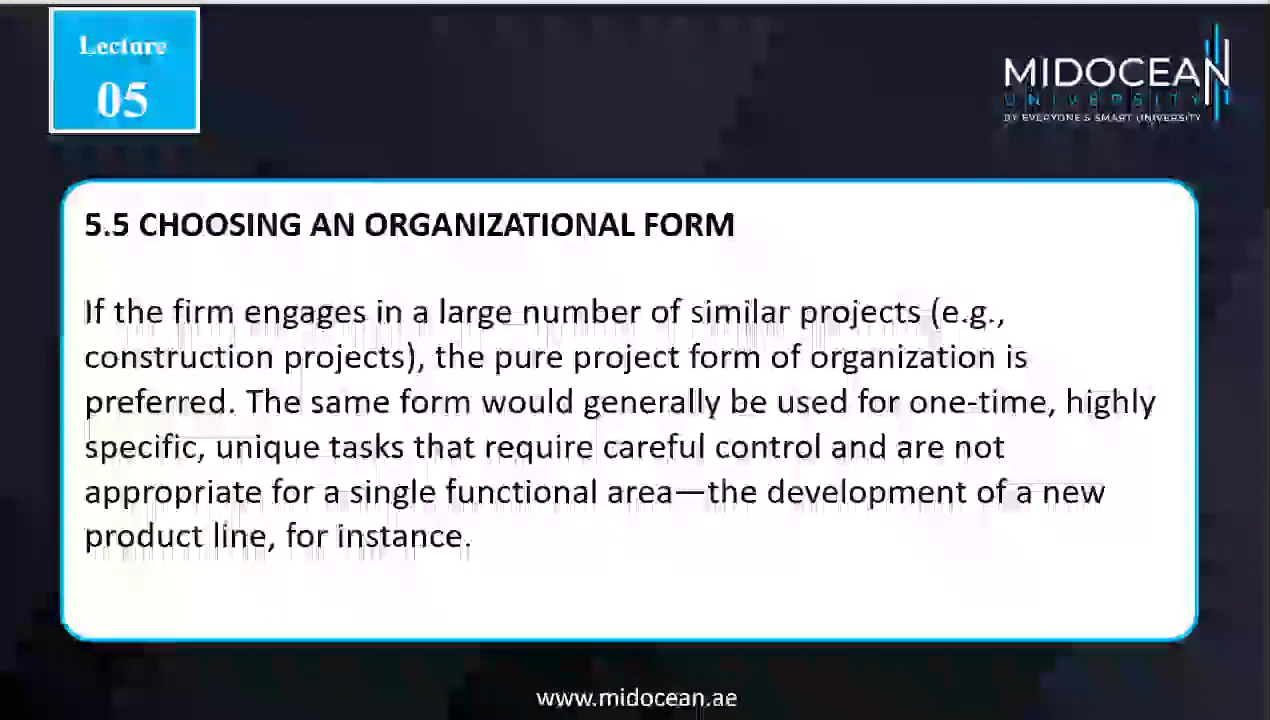 Lecture
05
MIDOCEAN
UNIVERSITY
BY EVERYONE'S SMART UNIVERSITY
5.5 CHOOSING AN ORGANIZATIONAL FORM
If the firm engages in a large number of similar projects (e.g.,
construction projects), the pure project form of organization is
preferred. The same form would generally be used for one-time, highly
specific, unique tasks that require careful control and are not
appropriate for a single functional area—the development of a new
product line, for instance.
www.midocean.ae